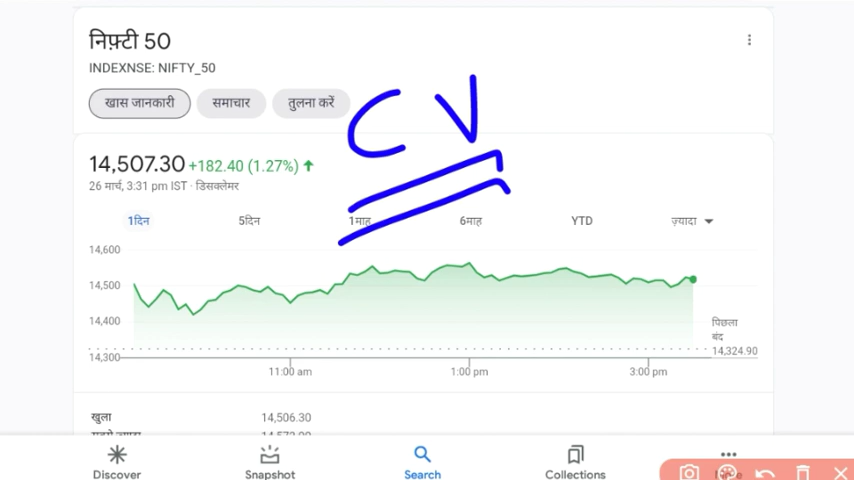 निफ़्टी 50
INDEXNSE: NIFTY_50
खास जानकारी समाचार तुलना करें
C V
14,507.30 +182.40 (1.27%) ↑
26 मार्च, 3:31 pm IST · डिसक्लेमर
1दिन 5दिन 1माह 6माह YTD ज़्यादा
14,600
14,500
14,400
14,300
पिछला
बंद
14,324.90
11:00 am 1:00 pm 3:00 pm
खुला 14,506.30
Discover Snapshot Search Collections